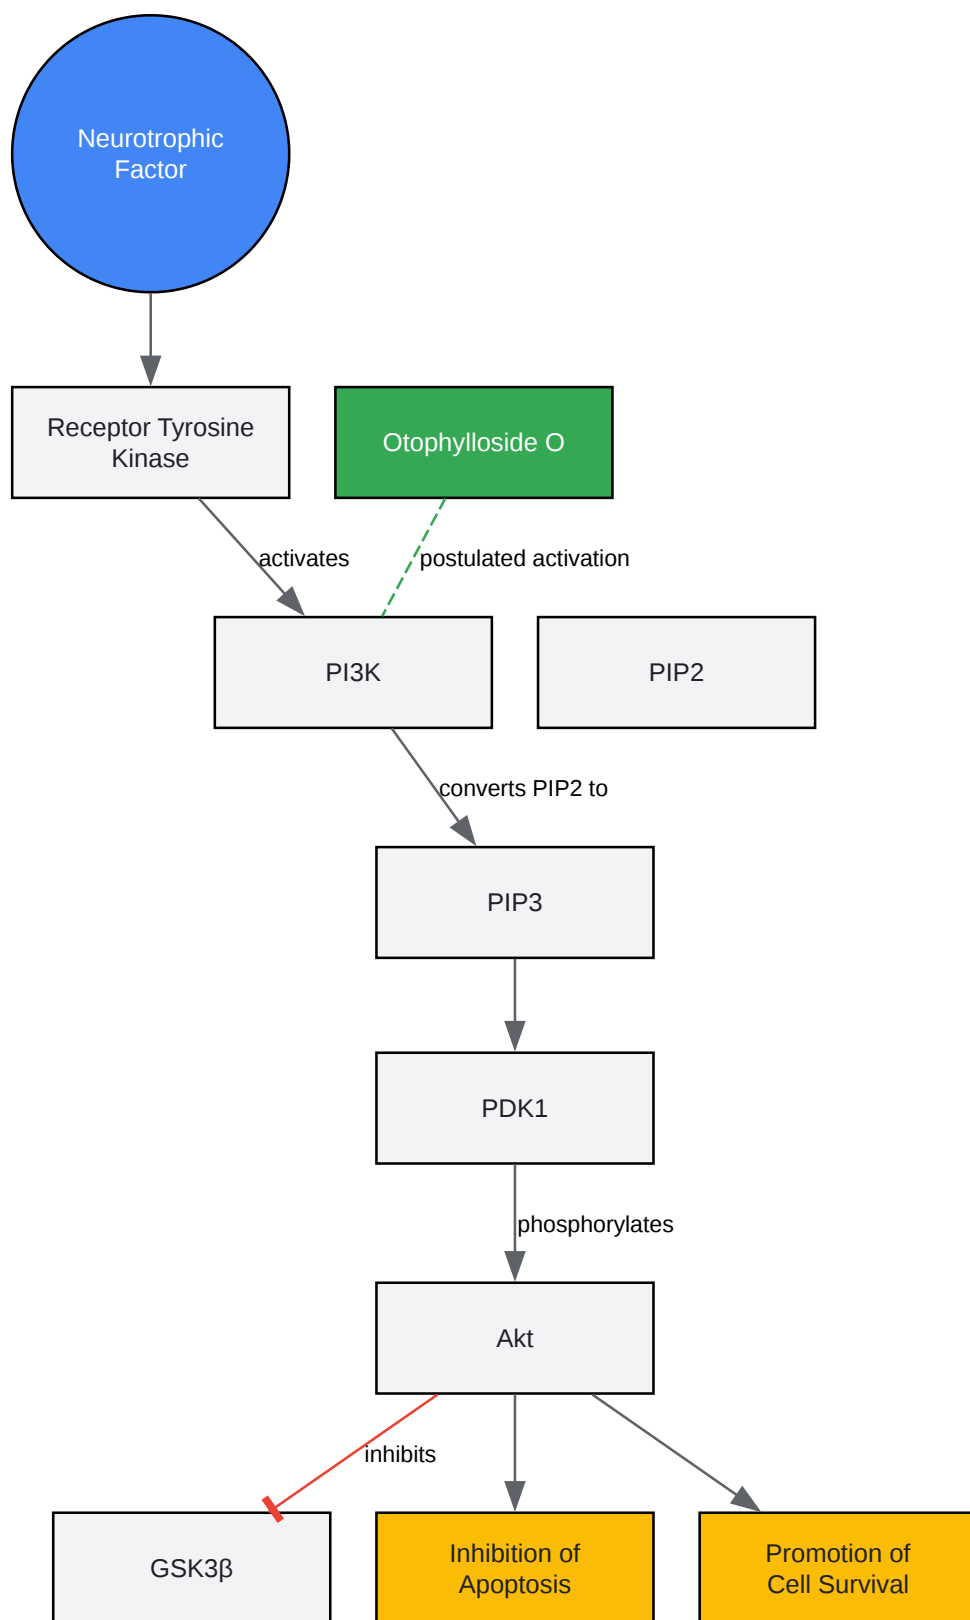 Neurotrophic
Factor
Receptor Tyrosine
Kinase
Otophylloside O
activates
postulated activation
PI3K
PIP2
converts PIP2 to
PIP3
PDK1
phosphorylates
Akt
inhibits
GSK3β
Inhibition of
Apoptosis
Promotion of
Cell Survival